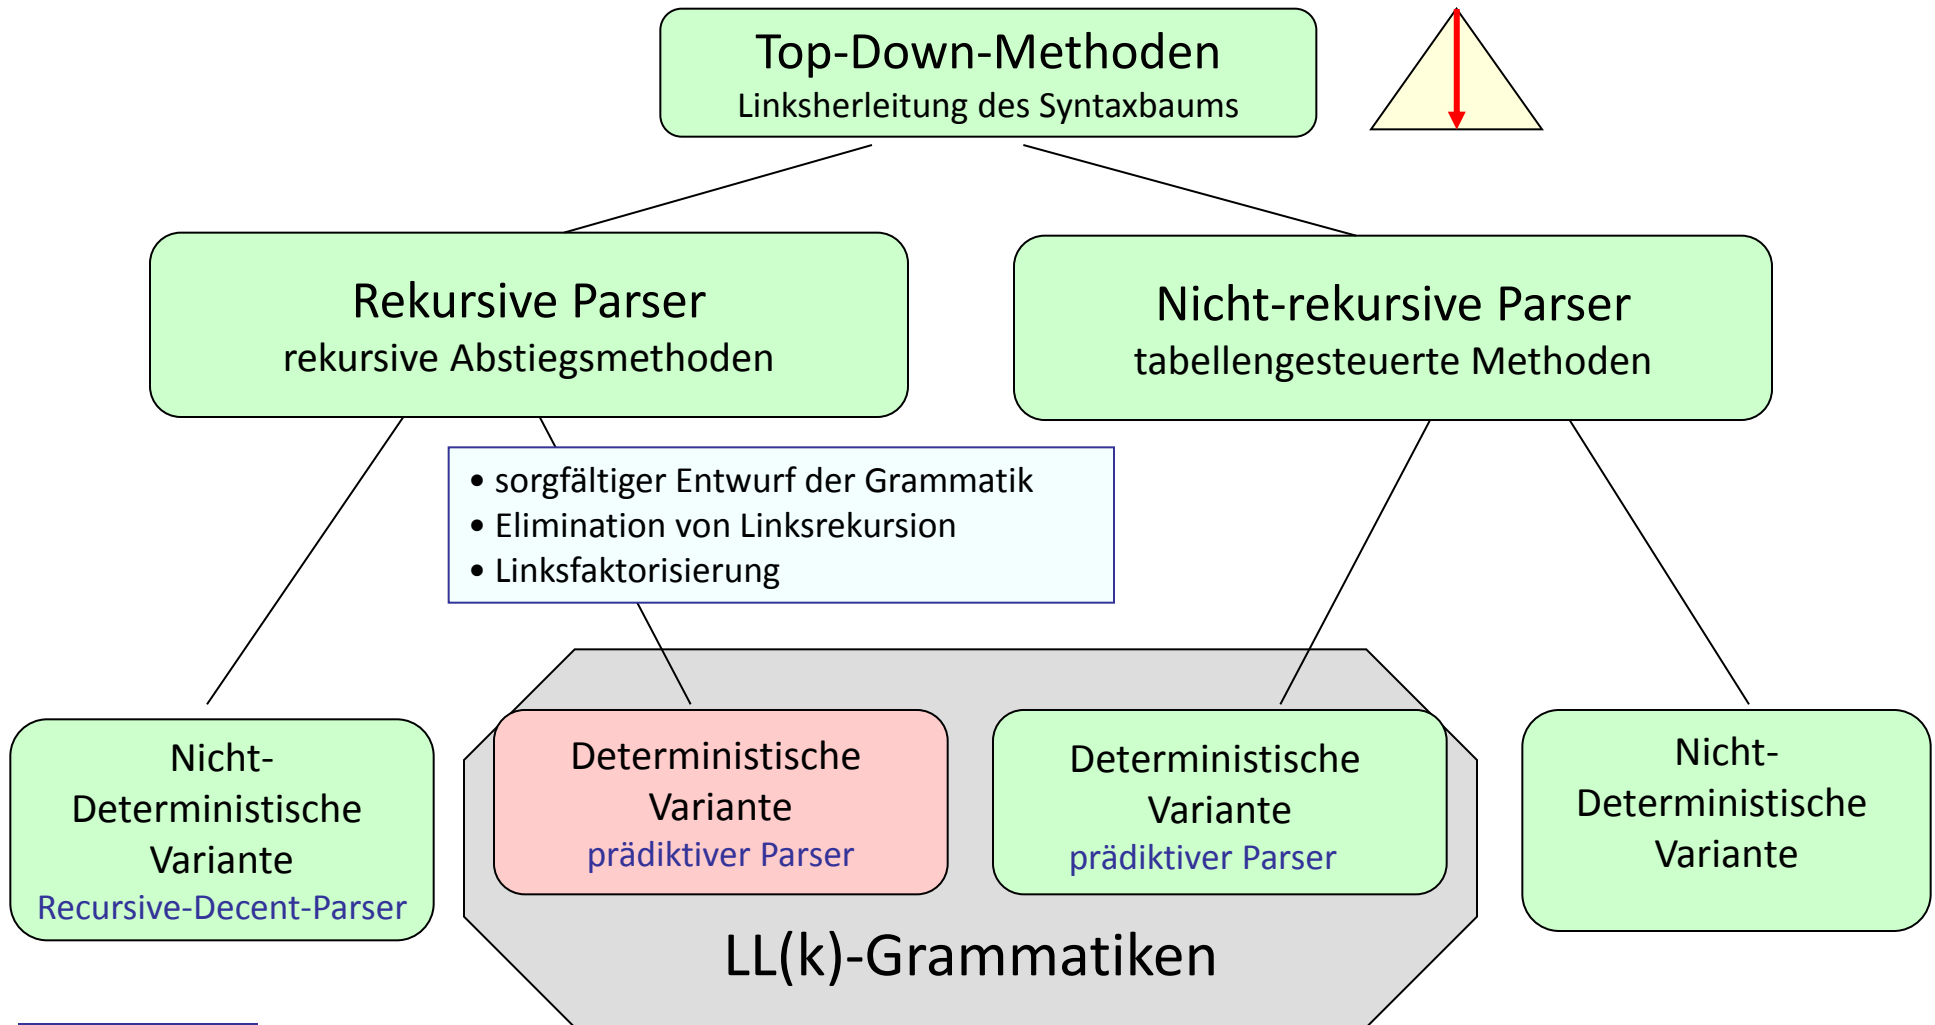 Top-Down-Methoden
Linksherleitung des Syntaxbaums
Rekursive Parser
rekursive Abstiegsmethoden
Nicht-rekursive Parser
tabellengesteuerte Methoden
• sorgfältiger Entwurf der Grammatik
• Elimination von Linksrekursion
• Linksfaktorisierung
Nicht-
Deterministische
Variante
Recursive-Decent-Parser
Deterministische
Variante
prädiktiver Parser
Deterministische
Variante
prädiktiver Parser
Nicht-
Deterministische
Variante
LL(k)-Grammatiken